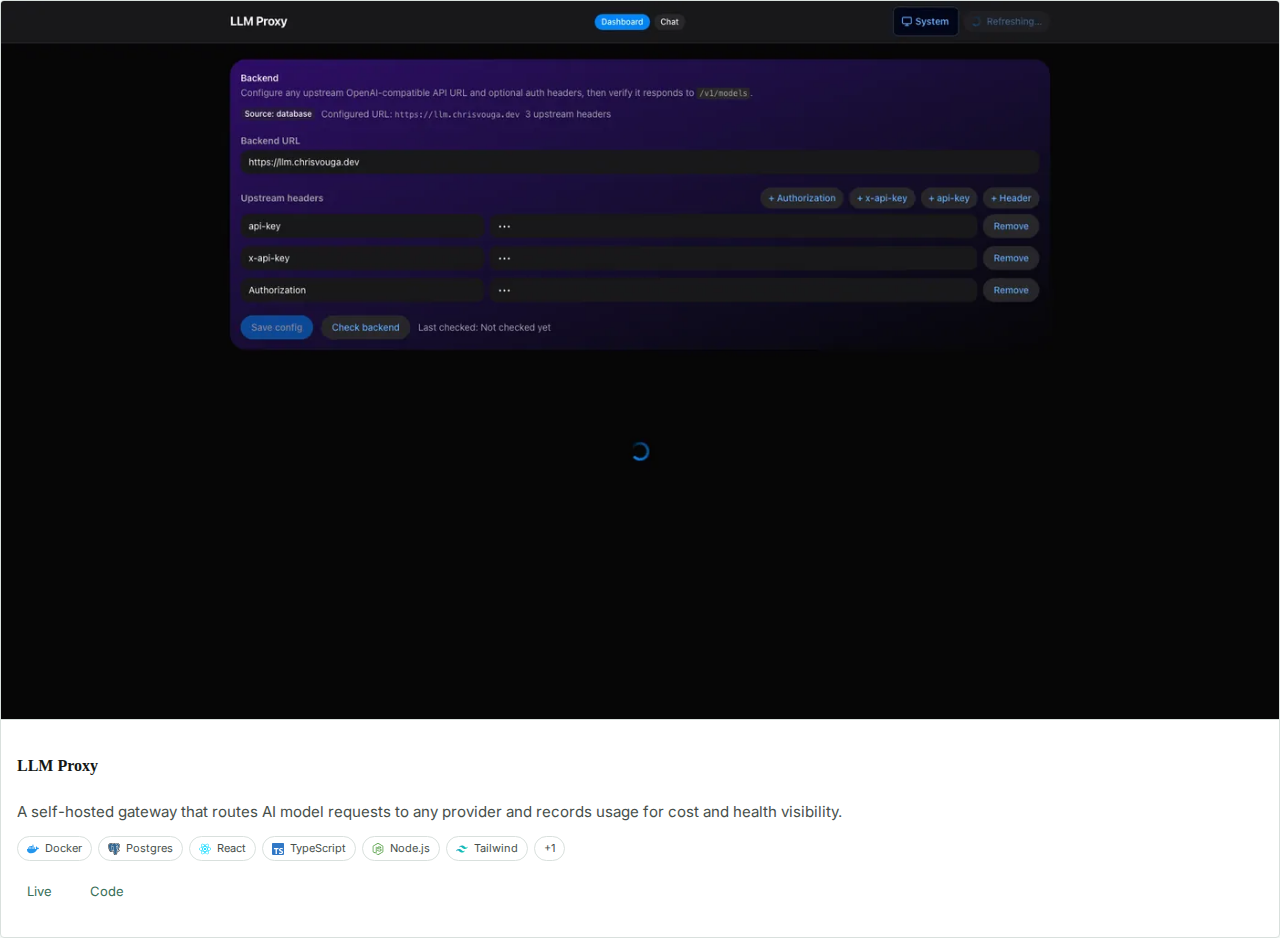 LLM Proxy
Dashboard Chat
System Refreshing...
Backend
Configure any upstream OpenAI-compatible API URL and optional auth headers, then verify it responds to /v1/models.
Source: database Configured URL: https://llm.chrisvouga.dev 3 upstream headers
Backend URL
https://llm.chrisvouga.dev
Upstream headers + Authorization + x-api-key + api-key + Header
api-key ••• Remove
x-api-key ••• Remove
Authorization ••• Remove
Save config Check backend Last checked: Not checked yet
LLM Proxy
A self-hosted gateway that routes AI model requests to any provider and records usage for cost and health visibility.
Docker Postgres React TypeScript Node.js Tailwind +1
Live Code